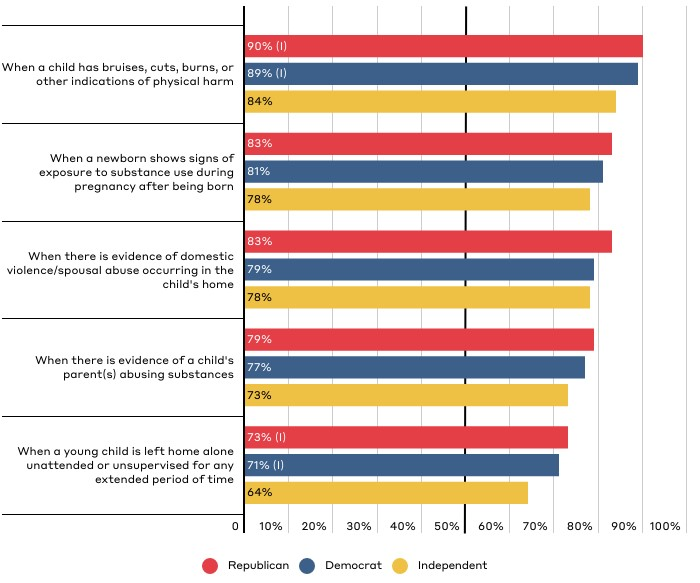 When a child has bruises, cuts, burns, or
other indications of physical harm
90% (I)
89% (I)
84%
When a newborn shows signs of
exposure to substance use during
pregnancy after being born
83%
81%
78%
When there is evidence of domestic
violence/spousal abuse occurring in the
child's home
83%
79%
78%
When there is evidence of a child's
parent(s) abusing substances
79%
77%
73%
When a young child is left home alone
unattended or unsupervised for any
extended period of time
73% (I)
71% (I)
64%
0 10% 20% 30% 40% 50% 60% 70% 80% 90% 100%
Republican Democrat Independent